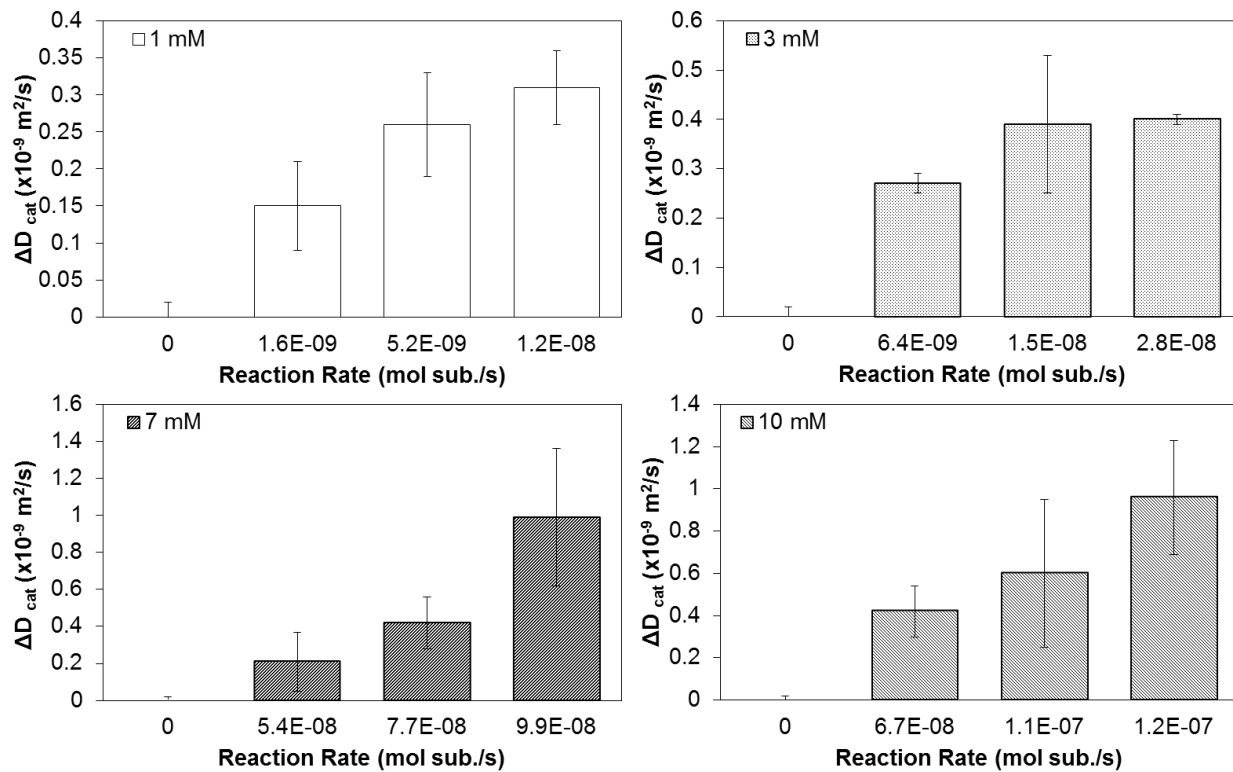 1 mM
ΔD cat (x10-9 m2/s)
0.4
0.35
0.3
0.25
0.2
0.15
0.1
0.05
0
0 1.6E-09 5.2E-09 1.2E-08
Reaction Rate (mol sub./s)
3 mM
ΔD cat (x10-9 m2/s)
0.6
0.5
0.4
0.3
0.2
0.1
0
0 6.4E-09 1.5E-08 2.8E-08
Reaction Rate (mol sub./s)
7 mM
ΔD cat (x10-9 m2/s)
1.6
1.4
1.2
1
0.8
0.6
0.4
0.2
0
0 5.4E-08 7.7E-08 9.9E-08
Reaction Rate (mol sub./s)
10 mM
ΔD cat (x10-9 m2/s)
1.4
1.2
1
0.8
0.6
0.4
0.2
0
0 6.7E-08 1.1E-07 1.2E-07
Reaction Rate (mol sub./s)